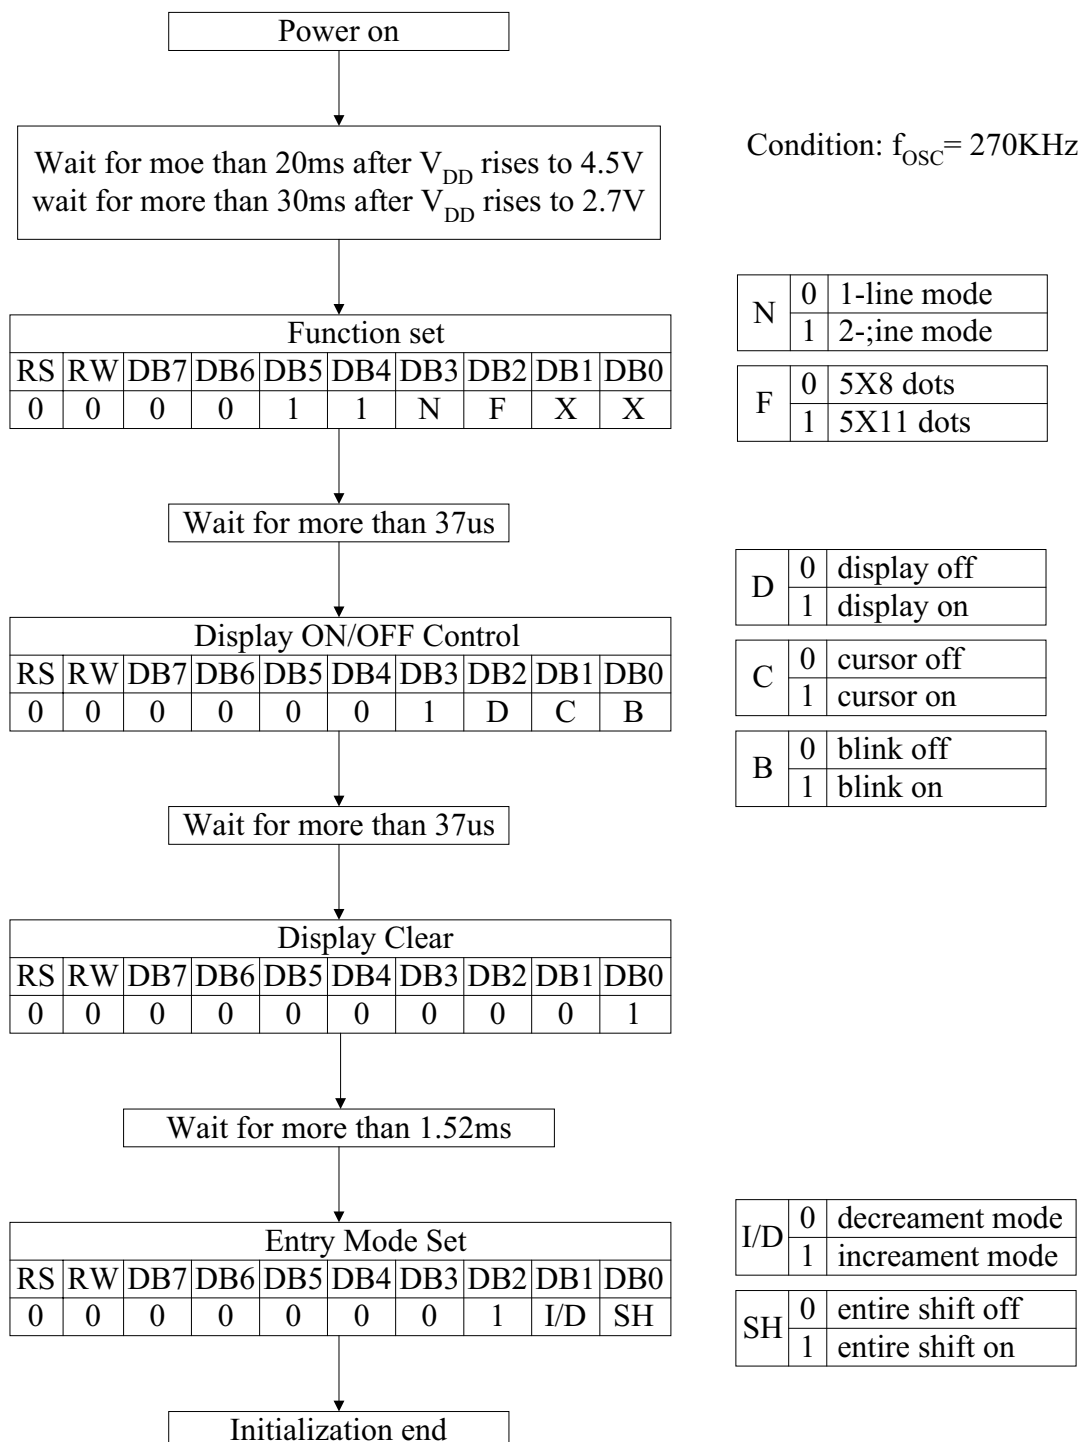 Power on
Wait for moe than 20ms after VDD rises to 4.5V
wait for more than 30ms after VDD rises to 2.7V
Condition: fOSC= 270KHz
Function set
RS RW DB7 DB6 DB5 DB4 DB3 DB2 DB1 DB0
0 0 0 0 1 1 N F X X
N
0 1-line mode
1 2-;ine mode
F
0 5X8 dots
1 5X11 dots
Wait for more than 37us
Display ON/OFF Control
RS RW DB7 DB6 DB5 DB4 DB3 DB2 DB1 DB0
0 0 0 0 0 0 1 D C B
D
0 display off
1 display on
C
0 cursor off
1 cursor on
B
0 blink off
1 blink on
Wait for more than 37us
Display Clear
RS RW DB7 DB6 DB5 DB4 DB3 DB2 DB1 DB0
0 0 0 0 0 0 0 0 0 1
Wait for more than 1.52ms
Entry Mode Set
RS RW DB7 DB6 DB5 DB4 DB3 DB2 DB1 DB0
0 0 0 0 0 0 0 1 I/D SH
I/D
0 decreament mode
1 increament mode
SH
0 entire shift off
1 entire shift on
Initialization end